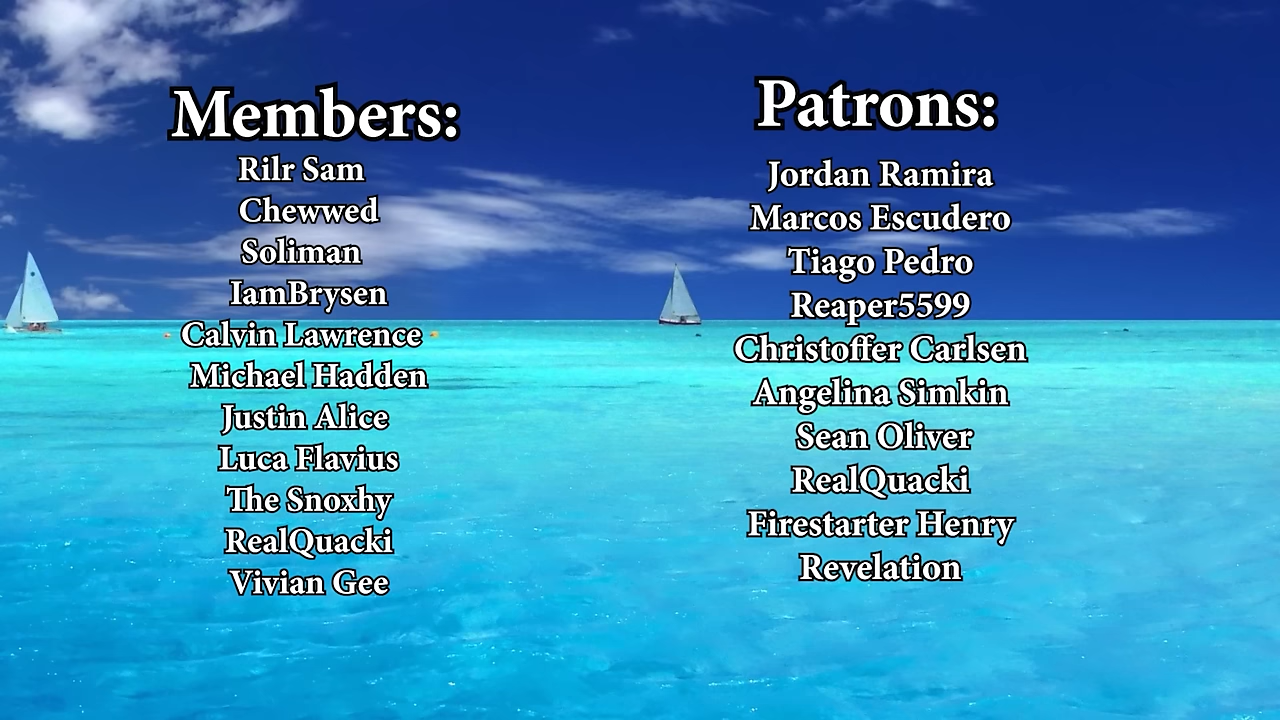 Members:
Rilr Sam
Chewwed
Soliman
IamBrysen
Calvin Lawrence
Michael Hadden
Justin Alice
Luca Flavius
The Snoxhy
RealQuacki
Vivian Gee
Patrons:
Jordan Ramira
Marcos Escudero
Tiago Pedro
Reaper5599
Christoffer Carlsen
Angelina Simkin
Sean Oliver
RealQuacki
Firestarter Henry
Revelation